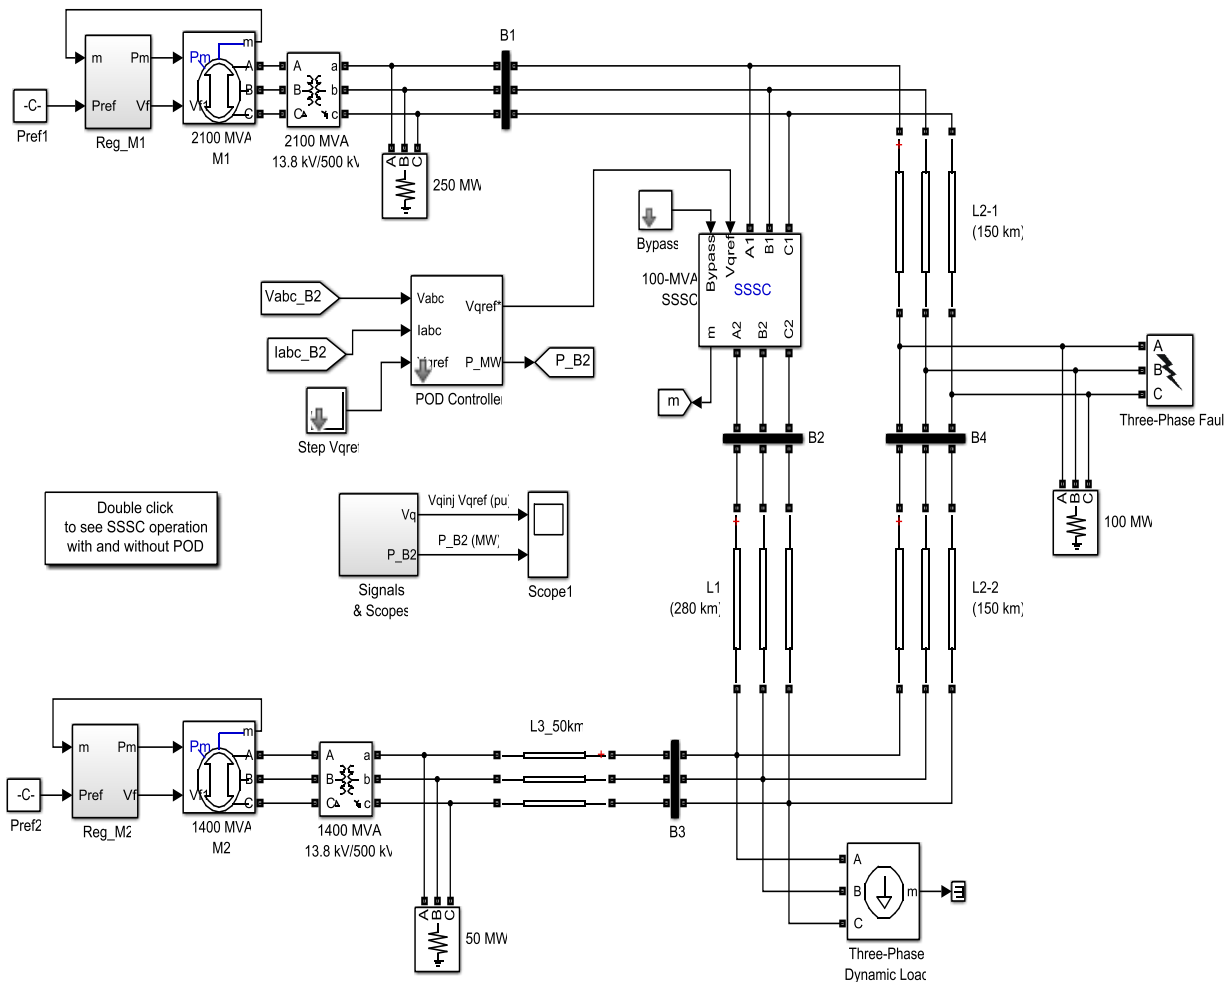 B1
m
Pm
Pref
Vf
-C-
Pref1
Reg_M1
Pm
m
A
B
Vf1
C
2100 MVA
M1
A
a
B
b
C
c
2100 MVA
13.8 kV/500 kV
A
B
C
250 MW
Bypass
100-MVA
SSSC
Bypass
Vqref
A1
B1
C1
SSSC
m
A2
B2
C2
L2-1
(150 km)
Vabc_B2
Iabc_B2
Vabc
Iabc
Vqref*
P_MW
P_B2
POD Controller
Step Vqref
m
A
B
C
Three-Phase Faul
B2
B4
A
B
C
100 MW
Double click
to see SSSC operation
with and without POD
Vq
P_B2
Vqinj Vqref (pu)
P_B2 (MW)
Signals
& Scopes
Scope1
L1
(280 km)
L2-2
(150 km)
m
Pm
Pref
Vf
-C-
Pref2
Reg_M2
Pm
m
A
B
Vf1
C
1400 MVA
M2
A
a
B
b
C
c
1400 MVA
13.8 kV/500 kV
L3_50km
B3
A
B
C
50 MW
A
B
C
m
Three-Phase
Dynamic Load